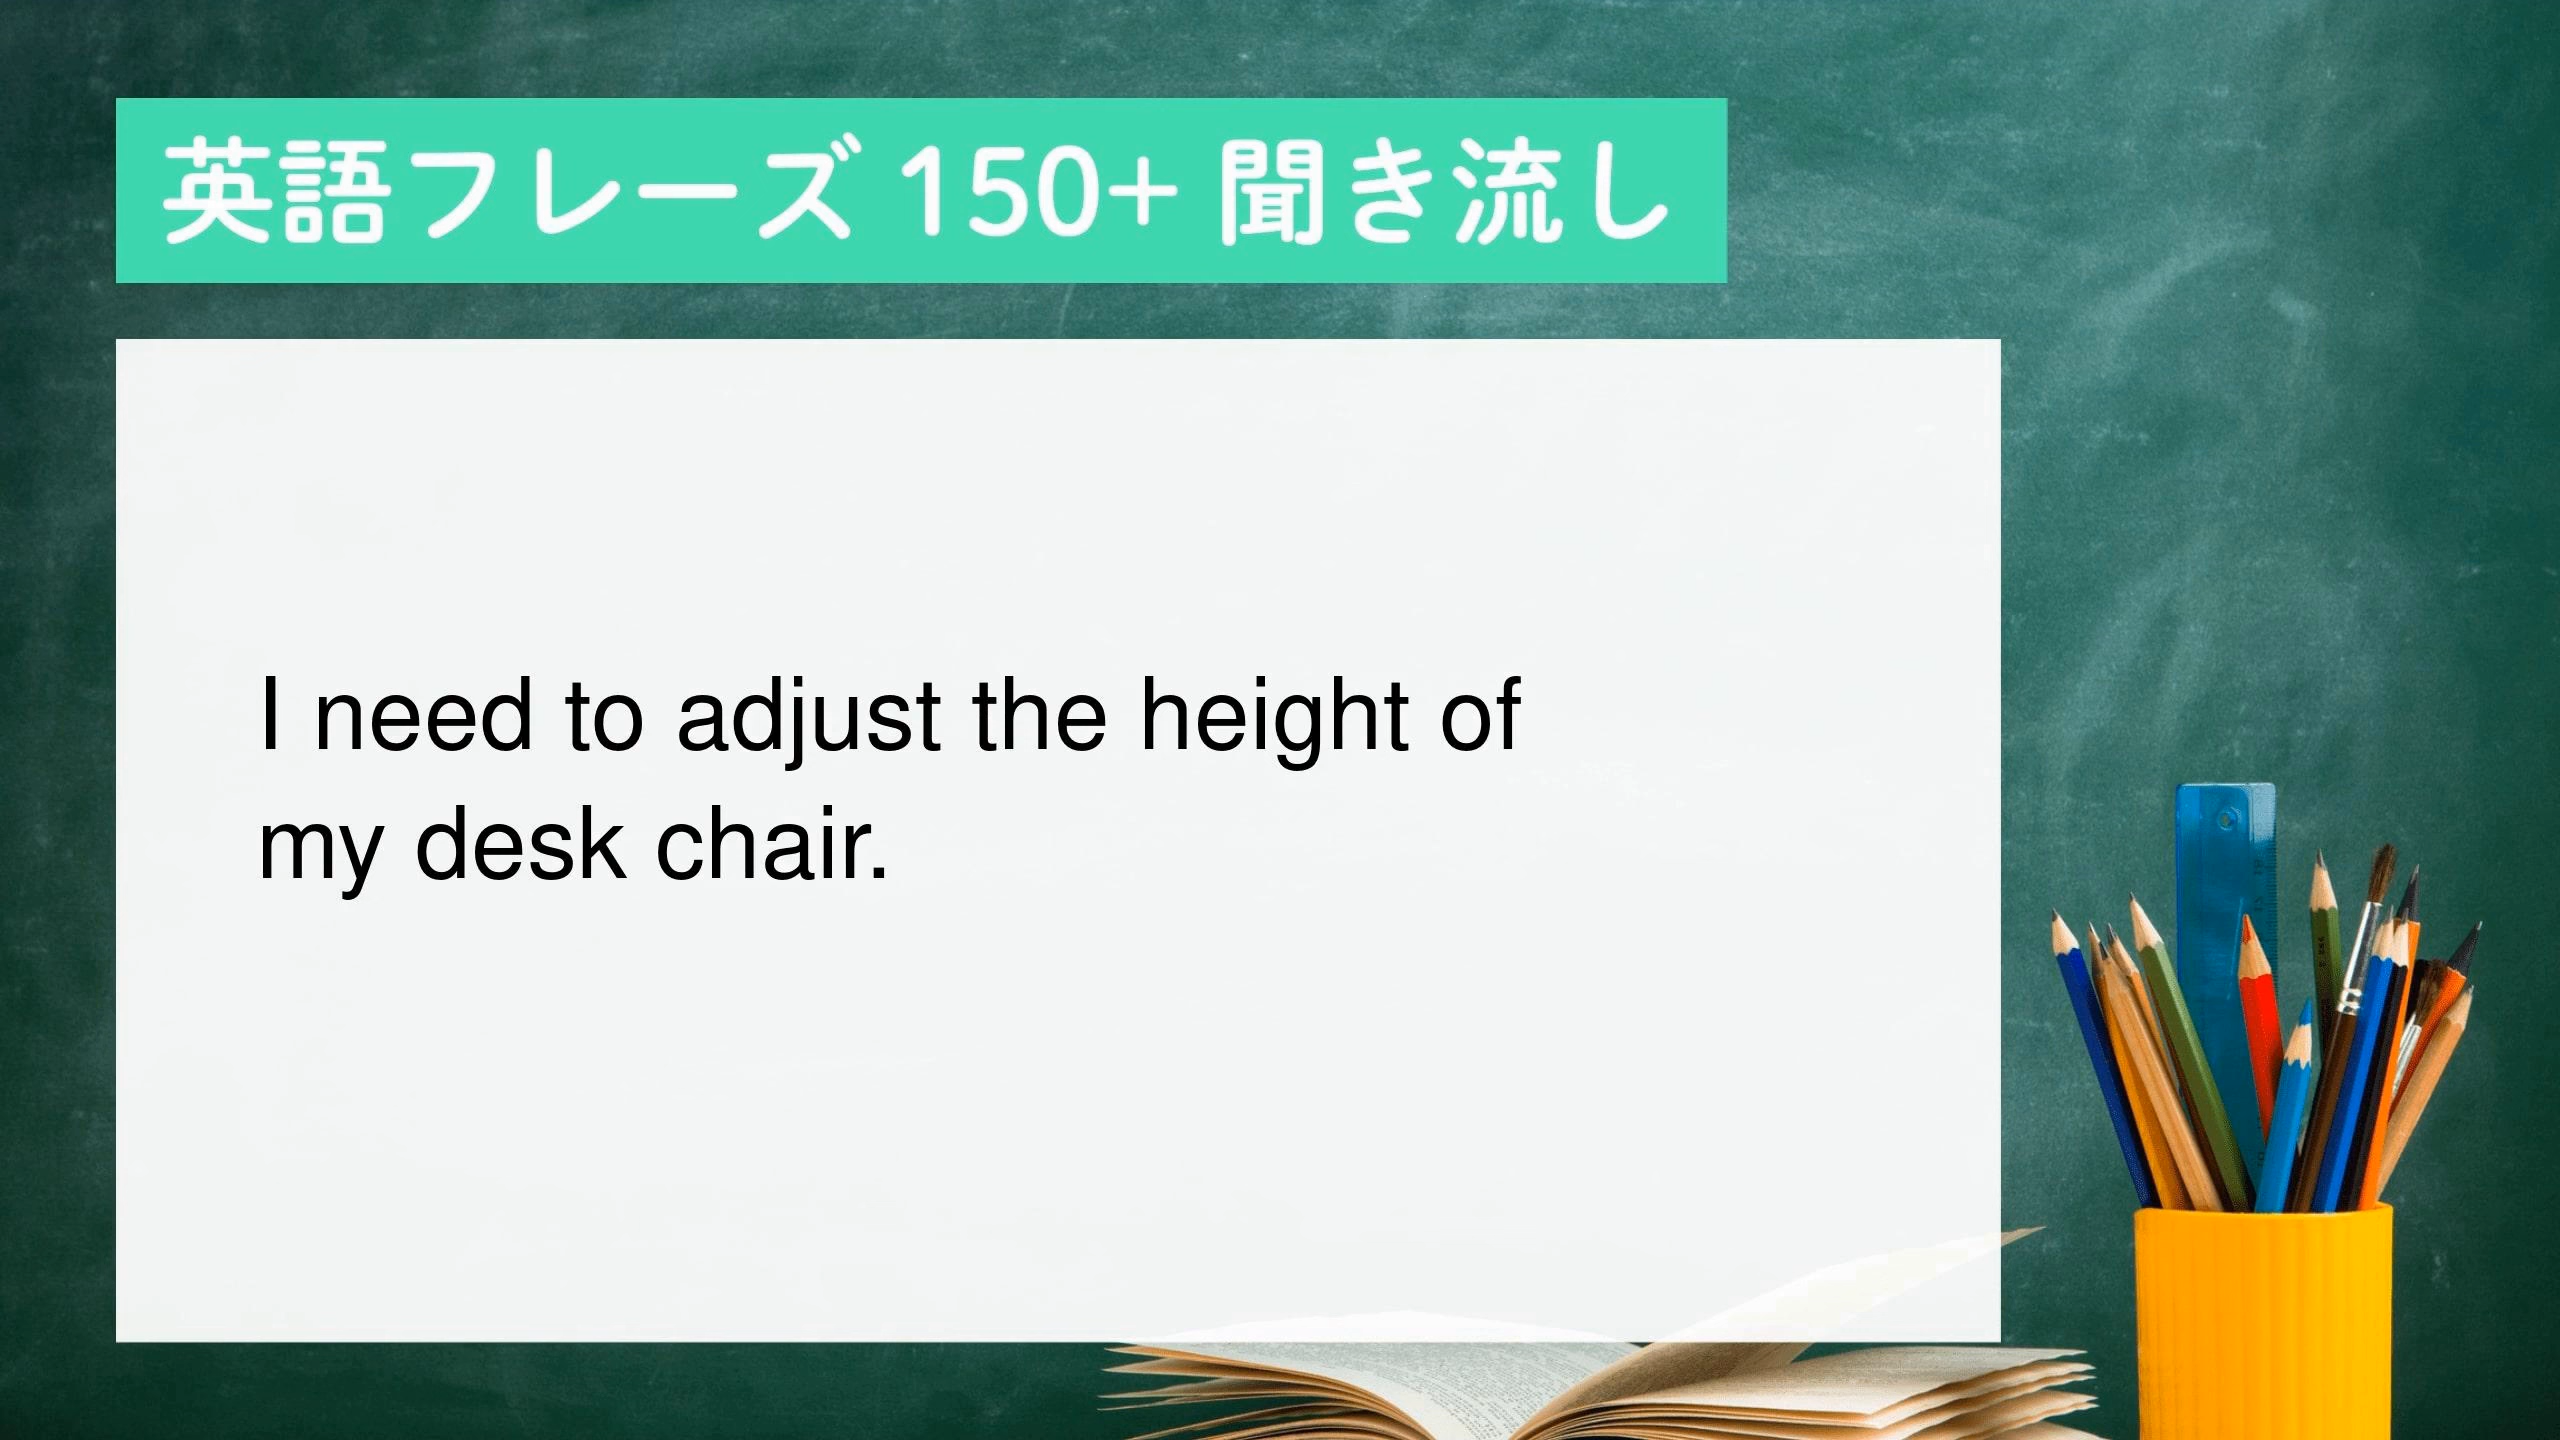 英語フレーズ 150+ 聞き流し
I need to adjust the height of
my desk chair.